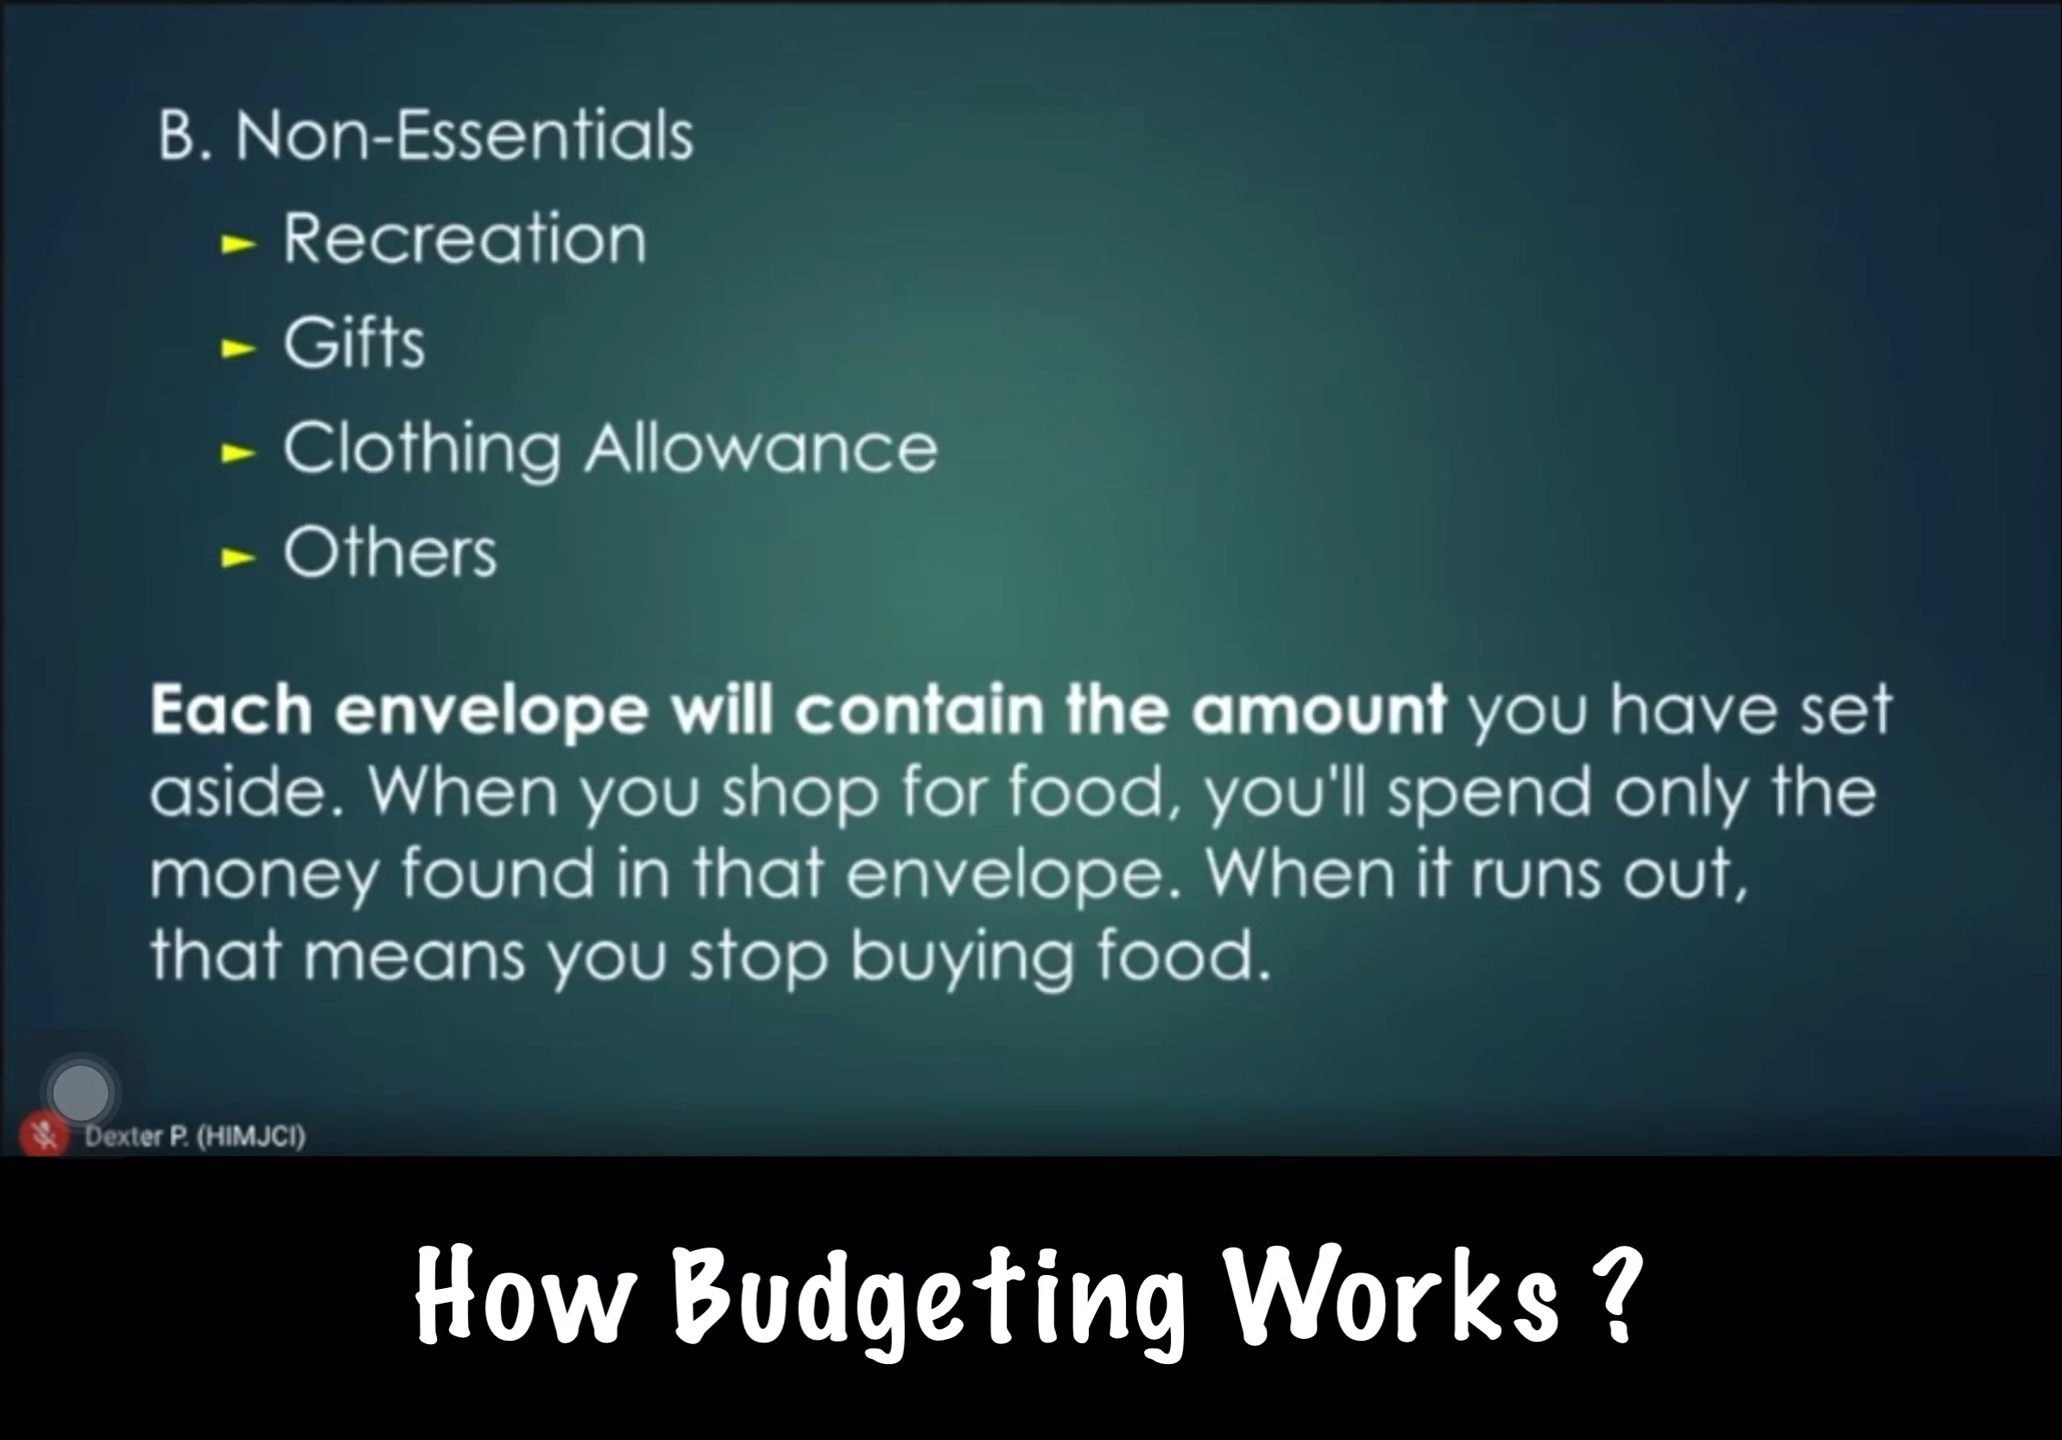 B. Non-Essentials
► Recreation
► Gifts
► Clothing Allowance
► Others
Each envelope will contain the amount you have set
aside. When you shop for food, you'll spend only the
money found in that envelope. When it runs out,
that means you stop buying food.
Dexter P. (HIMJCI)
How Budgeting Works ?